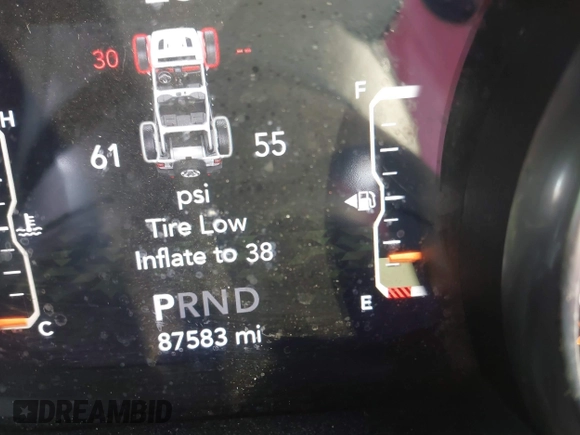 30 --
H
F
61 55
psi
Tire Low
Inflate to 38
E
PRND
C
87583 mi
DREAMBID